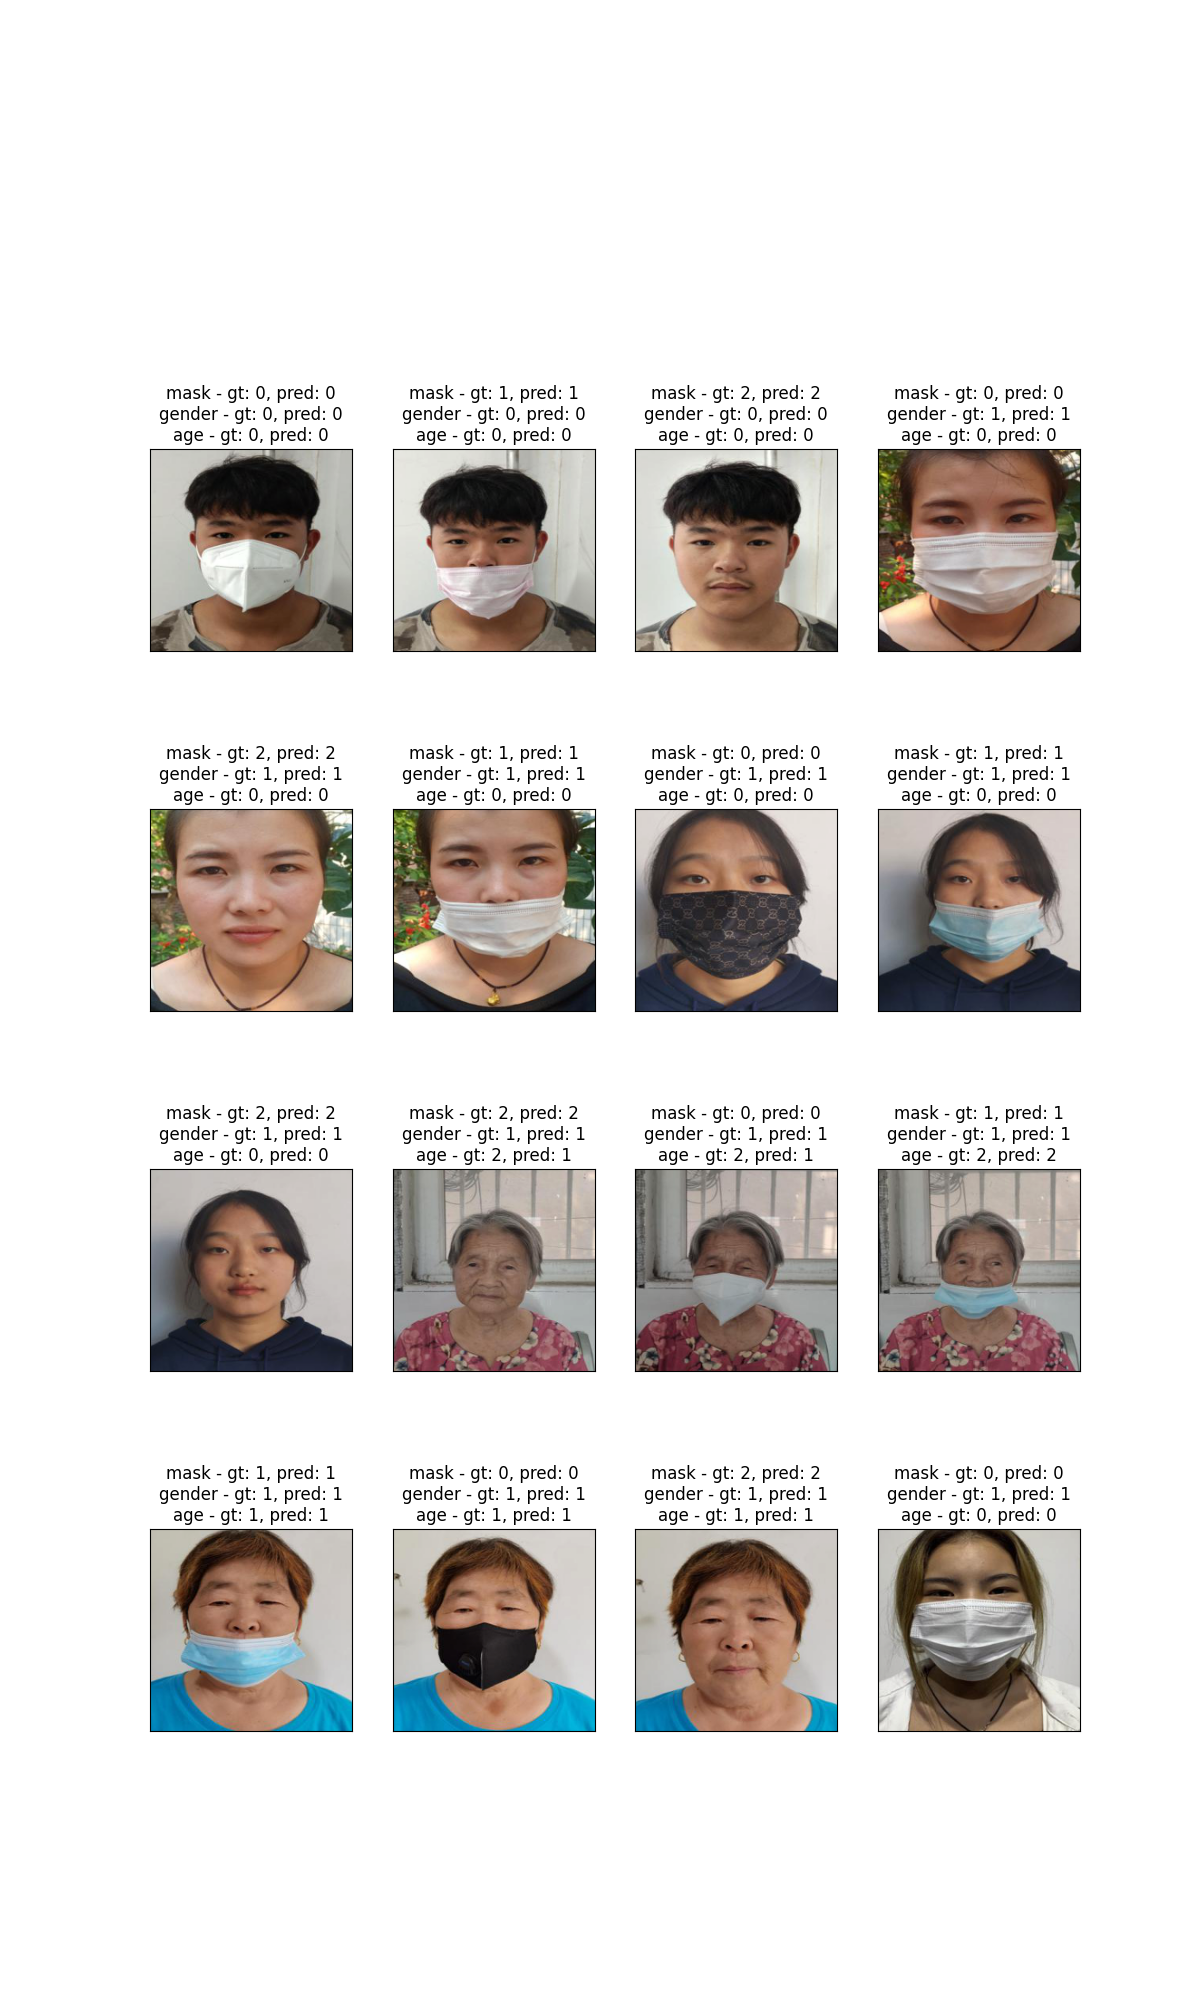 mask - gt: 0, pred: 0
gender - gt: 0, pred: 0
age - gt: 0, pred: 0
mask - gt: 1, pred: 1
gender - gt: 0, pred: 0
age - gt: 0, pred: 0
mask - gt: 2, pred: 2
gender - gt: 0, pred: 0
age - gt: 0, pred: 0
mask - gt: 0, pred: 0
gender - gt: 1, pred: 1
age - gt: 0, pred: 0
mask - gt: 2, pred: 2
gender - gt: 1, pred: 1
age - gt: 0, pred: 0
mask - gt: 1, pred: 1
gender - gt: 1, pred: 1
age - gt: 0, pred: 0
mask - gt: 0, pred: 0
gender - gt: 1, pred: 1
age - gt: 0, pred: 0
mask - gt: 1, pred: 1
gender - gt: 1, pred: 1
age - gt: 0, pred: 0
mask - gt: 2, pred: 2
gender - gt: 1, pred: 1
age - gt: 0, pred: 0
mask - gt: 2, pred: 2
gender - gt: 1, pred: 1
age - gt: 2, pred: 1
mask - gt: 0, pred: 0
gender - gt: 1, pred: 1
age - gt: 2, pred: 1
mask - gt: 1, pred: 1
gender - gt: 1, pred: 1
age - gt: 2, pred: 2
mask - gt: 1, pred: 1
gender - gt: 1, pred: 1
age - gt: 1, pred: 1
mask - gt: 0, pred: 0
gender - gt: 1, pred: 1
age - gt: 1, pred: 1
mask - gt: 2, pred: 2
gender - gt: 1, pred: 1
age - gt: 1, pred: 1
mask - gt: 0, pred: 0
gender - gt: 1, pred: 1
age - gt: 0, pred: 0